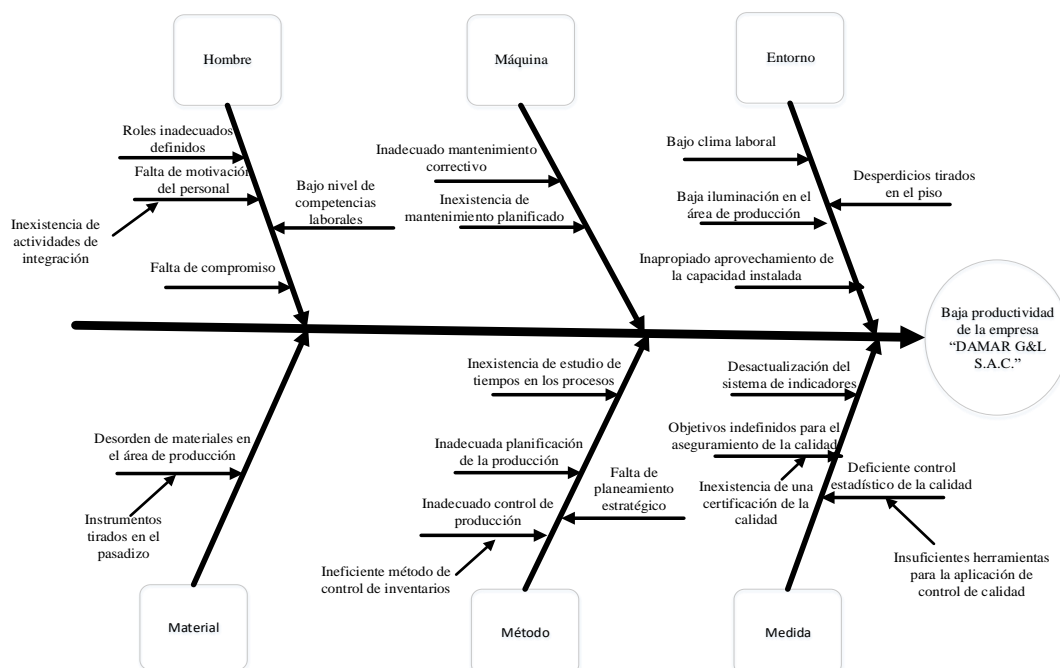 Hombre
Máquina
Entorno
Roles inadecuados
definidos
Falta de motivación
del personal
Inexistencia de
actividades de
integración
Bajo nivel de
competencias
laborales
Falta de compromiso
Inadecuado mantenimiento
correctivo
Inexistencia de
mantenimiento planificado
Bajo clima laboral
Desperdicios tirados
en el piso
Baja iluminación en el
área de producción
Inapropiado aprovechamiento de
la capacidad instalada
Baja productividad
de la empresa
“DAMAR G&L
S.A.C.”
Desorden de materiales en
el área de producción
Instrumentos
tirados en el
pasadizo
Inexistencia de estudio de
tiempos en los procesos
Inadecuada planificación
de la producción
Falta de
planeamiento
estratégico
Inadecuado control de
producción
Ineficiente método de
control de inventarios
Desactualización del
sistema de indicadores
Objetivos indefinidos para el
aseguramiento de la calidad
Inexistencia de una
certificación de la
calidad
Deficiente control
estadístico de la calidad
Insuficientes herramientas
para la aplicación de
control de calidad
Material
Método
Medida